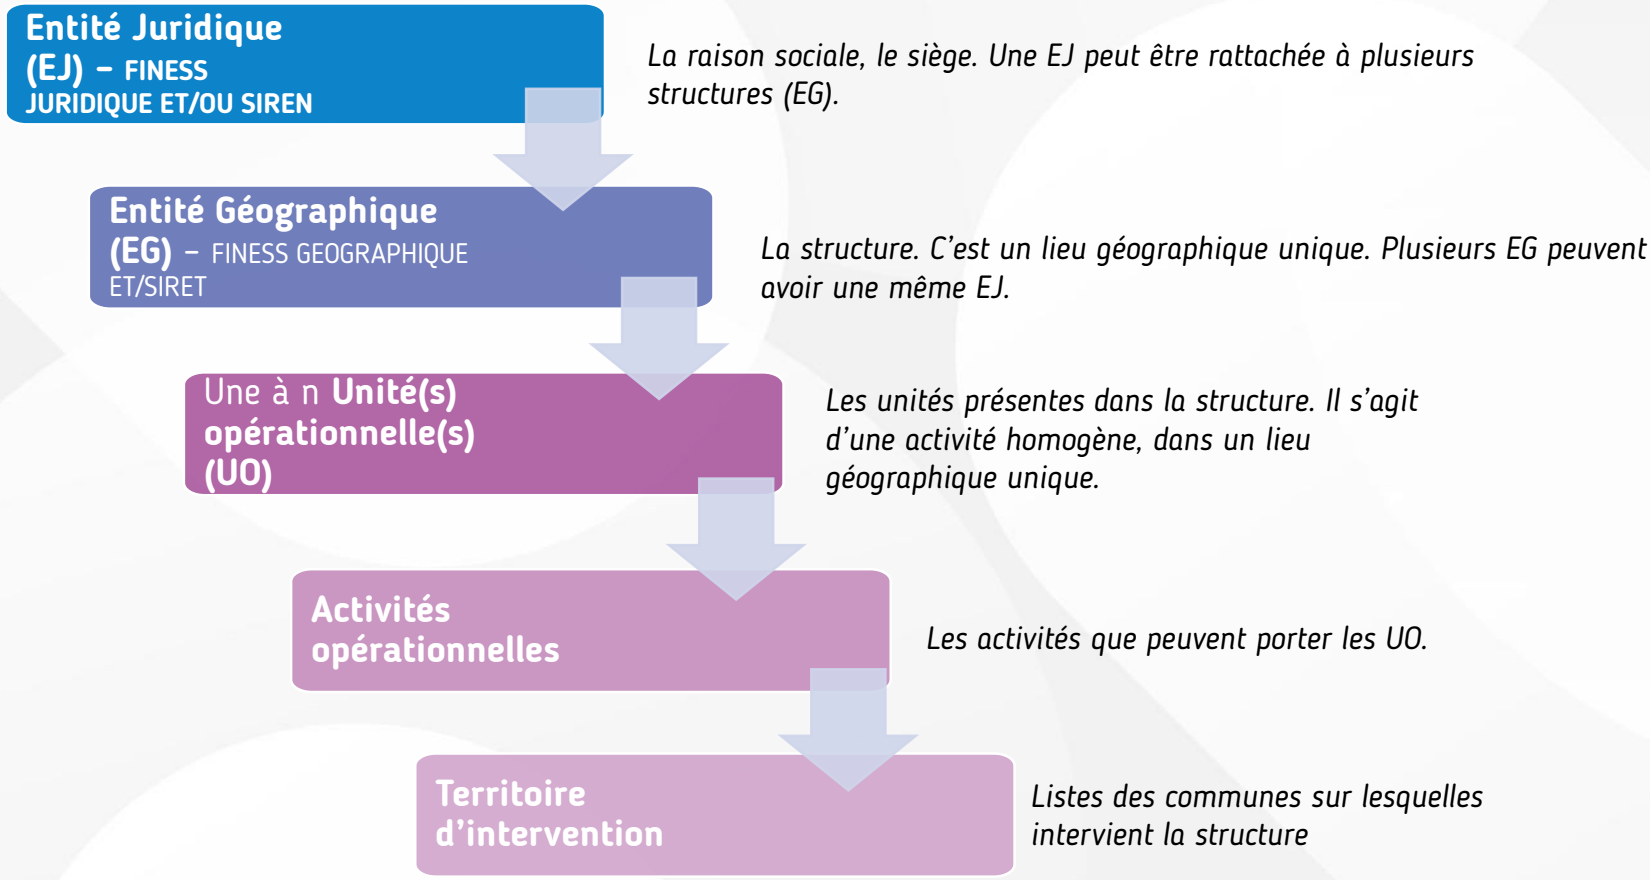 Entité Juridique
(EJ) – FINESS
JURIDIQUE ET/OU SIREN
La raison sociale, le siège. Une EJ peut être rattachée à plusieurs
structures (EG).
Entité Géographique
(EG) – FINESS GEOGRAPHIQUE
ET/SIRET
La structure. C’est un lieu géographique unique. Plusieurs EG peuvent
avoir une même EJ.
Une à n Unité(s)
opérationnelle(s)
(UO)
Les unités présentes dans la structure. Il s’agit
d’une activité homogène, dans un lieu
géographique unique.
Activités
opérationnelles
Les activités que peuvent porter les UO.
Territoire
d’intervention
Listes des communes sur lesquelles
intervient la structure